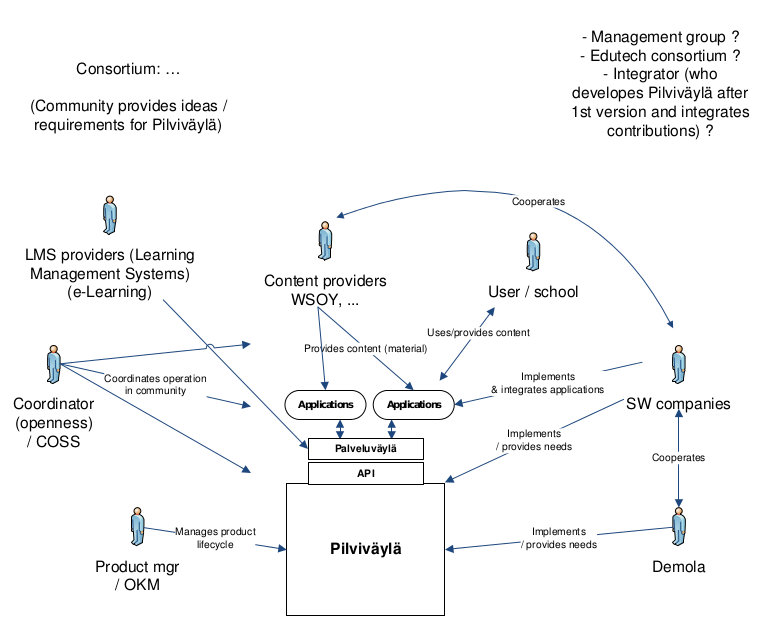 Consortium: …
(Community provides ideas /
requirements for Pilviväylä)
- Management group ?
- Edutech consortium ?
- Integrator (who
developes Pilviväylä after
1st version and integrates
contributions) ?
Cooperates
LMS providers (Learning
Management Systems)
(e-Learning)
Content providers
WSOY, ...
User / school
Uses/provides content
Provides content (material)
Coordinates operation
in community
Coordinator
(openness)
/ COSS
Applications
Applications
Implements
& integrates applications
SW companies
Palveluväylä
API
Implements
/ provides needs
Cooperates
Manages product
lifecycle
Product mgr
/ OKM
Pilviväylä
Implements
/ provides needs
Demola